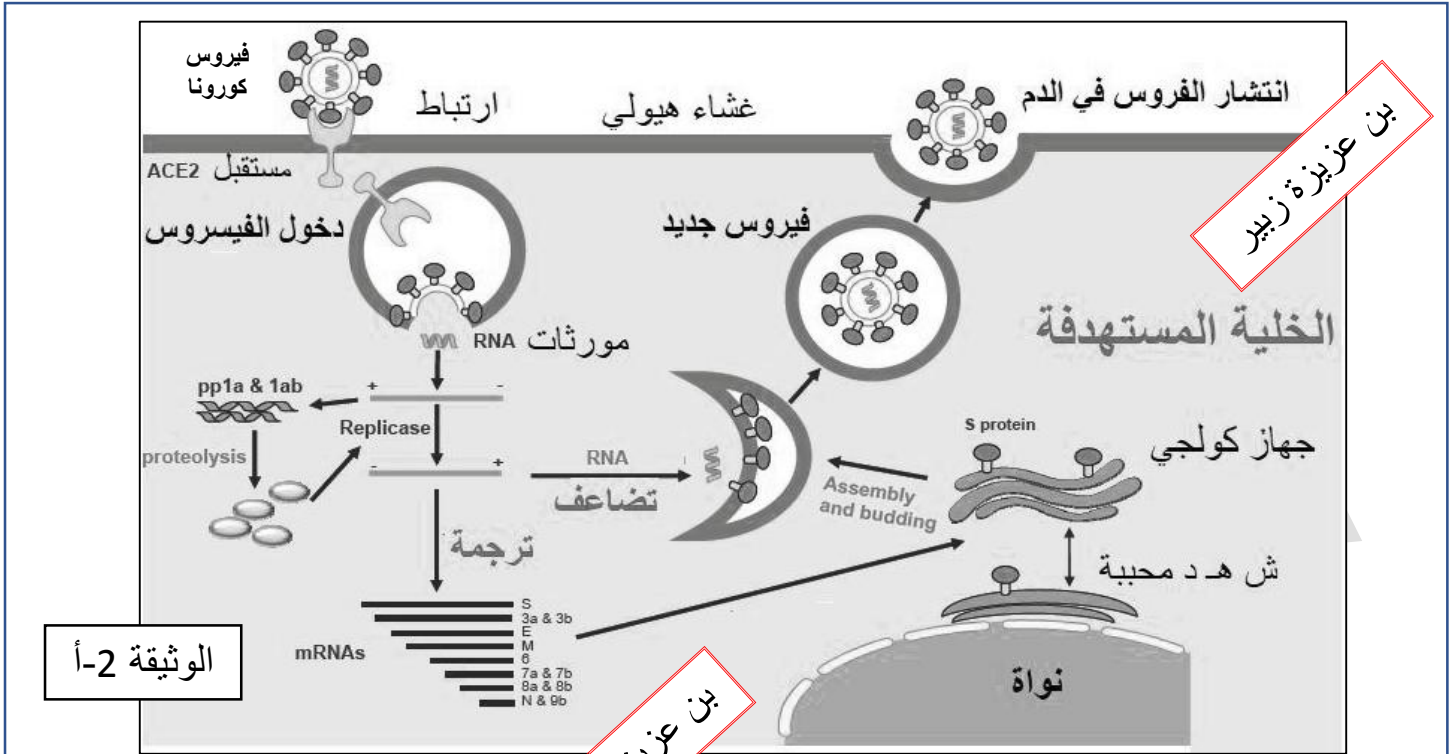 فيروس
كورونا
ارتباط
غشاء هيولي
انتشار الفروس في الدم
بن عزيزة زبير
مستقبل ACE2
دخول الفيسروس
فيروس جديد
الخلية المستهدفة
مورثات RNA
pp1a & 1ab
+ -
Replicase
proteolysis
- +
RNA
تضاعف
S protein
جهاز كولجي
Assembly
and budding
ترجمة
ش هـ د محببة
S
3a & 3b
E
M
mRNAs
6
7a & 7b
8a & 8b
N & 9b
نواة
الوثيقة 2-أ
بن